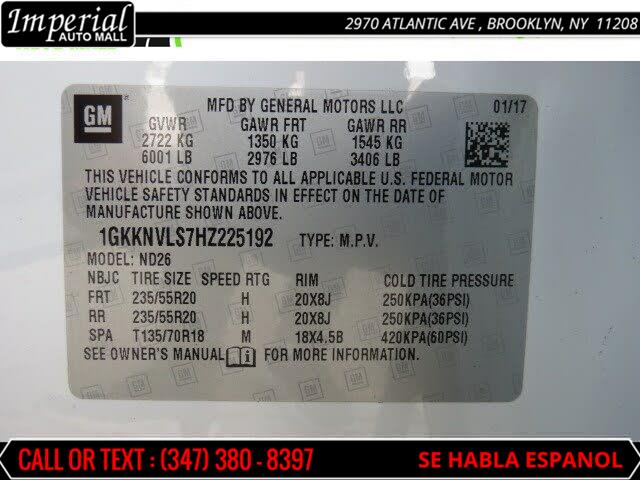 Imperial
AUTO MALL
2970 ATLANTIC AVE , BROOKLYN, NY 11208
GM
MFD BY GENERAL MOTORS LLC 01/17
GVWR GAWR FRT GAWR RR
2722 KG 1350 KG 1545 KG
6001 LB 2976 LB 3406 LB
THIS VEHICLE CONFORMS TO ALL APPLICABLE U.S. FEDERAL MOTOR
VEHICLE SAFETY STANDARDS IN EFFECT ON THE DATE OF
MANUFACTURE SHOWN ABOVE.
1GKKNVLS7HZ225192 TYPE: M.P.V.
MODEL: ND26
NBJC TIRE SIZE SPEED RTG RIM COLD TIRE PRESSURE
FRT 235/55R20 H 20X8J 250KPA(36PSI)
RR 235/55R20 H 20X8J 250KPA(36PSI)
SPA T135/70R18 M 18X4.5B 420KPA(60PSI)
SEE OWNER'S MANUAL FOR MORE INFORMATION.
CALL OR TEXT : (347) 380 - 8397
SE HABLA ESPANOL